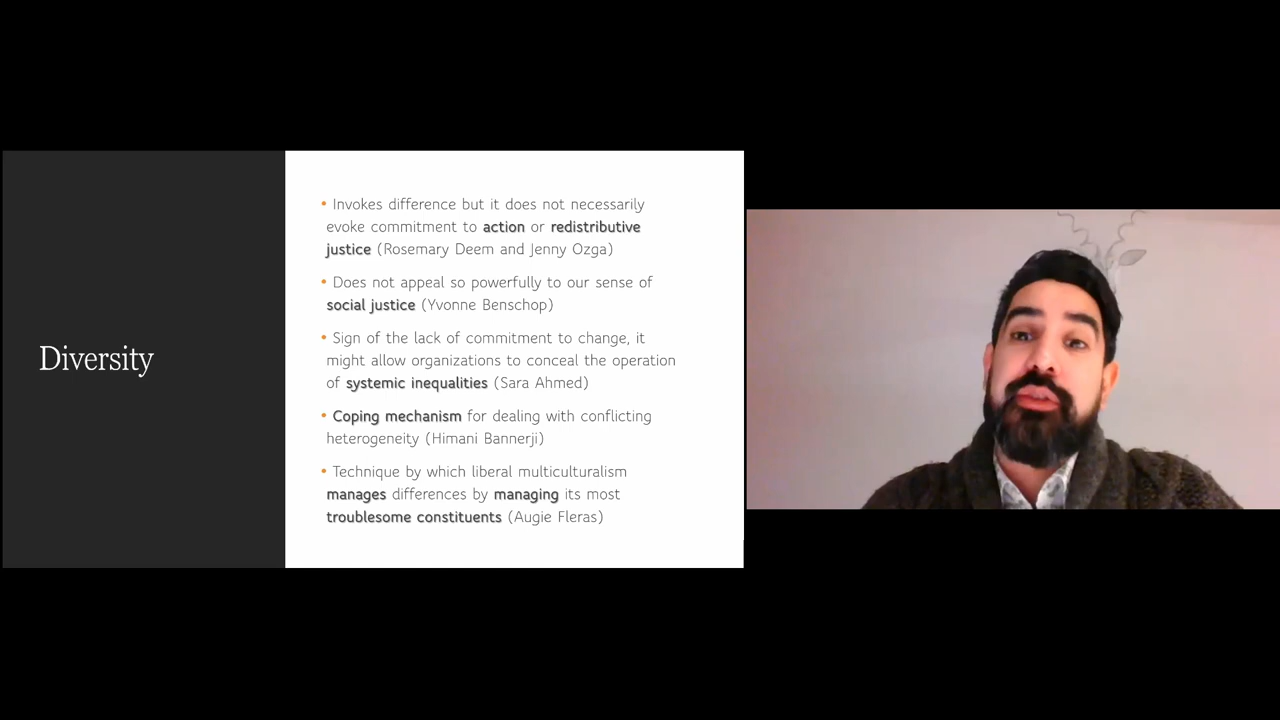 Diversity
• Invokes difference but it does not necessarily
evoke commitment to action or redistributive
justice (Rosemary Deem and Jenny Ozga)
• Does not appeal so powerfully to our sense of
social justice (Yvonne Benschop)
• Sign of the lack of commitment to change, it
might allow organizations to conceal the operation
of systemic inequalities (Sara Ahmed)
• Coping mechanism for dealing with conflicting
heterogeneity (Himani Bannerji)
• Technique by which liberal multiculturalism
manages differences by managing its most
troublesome constituents (Augie Fleras)